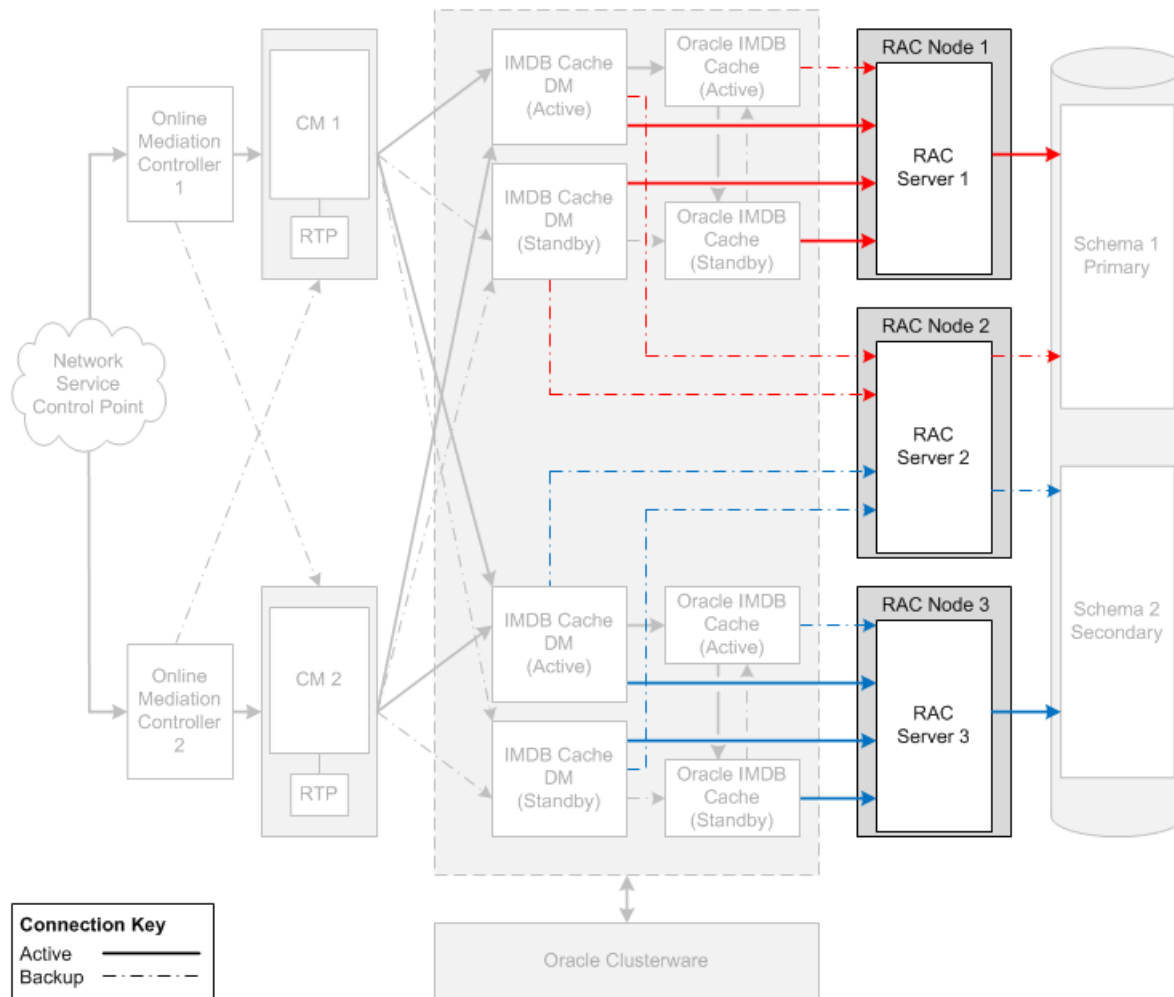 Online
Mediation
Controller
1
CM 1
RTP
IMDB Cache
DM
(Active)
Oracle IMDB
Cache
(Active)
IMDB Cache
DM
(Standby)
Oracle IMDB
Cache
(Standby)
RAC Node 1
RAC
Server 1
Schema 1
Primary
Network
Service
Control Point
RAC Node 2
RAC
Server 2
Online
Mediation
Controller
2
CM 2
RTP
IMDB Cache
DM
(Active)
Oracle IMDB
Cache
(Active)
IMDB Cache
DM
(Standby)
Oracle IMDB
Cache
(Standby)
RAC Node 3
RAC
Server 3
Schema 2
Secondary
Connection Key
Active
Backup
Oracle Clusterware